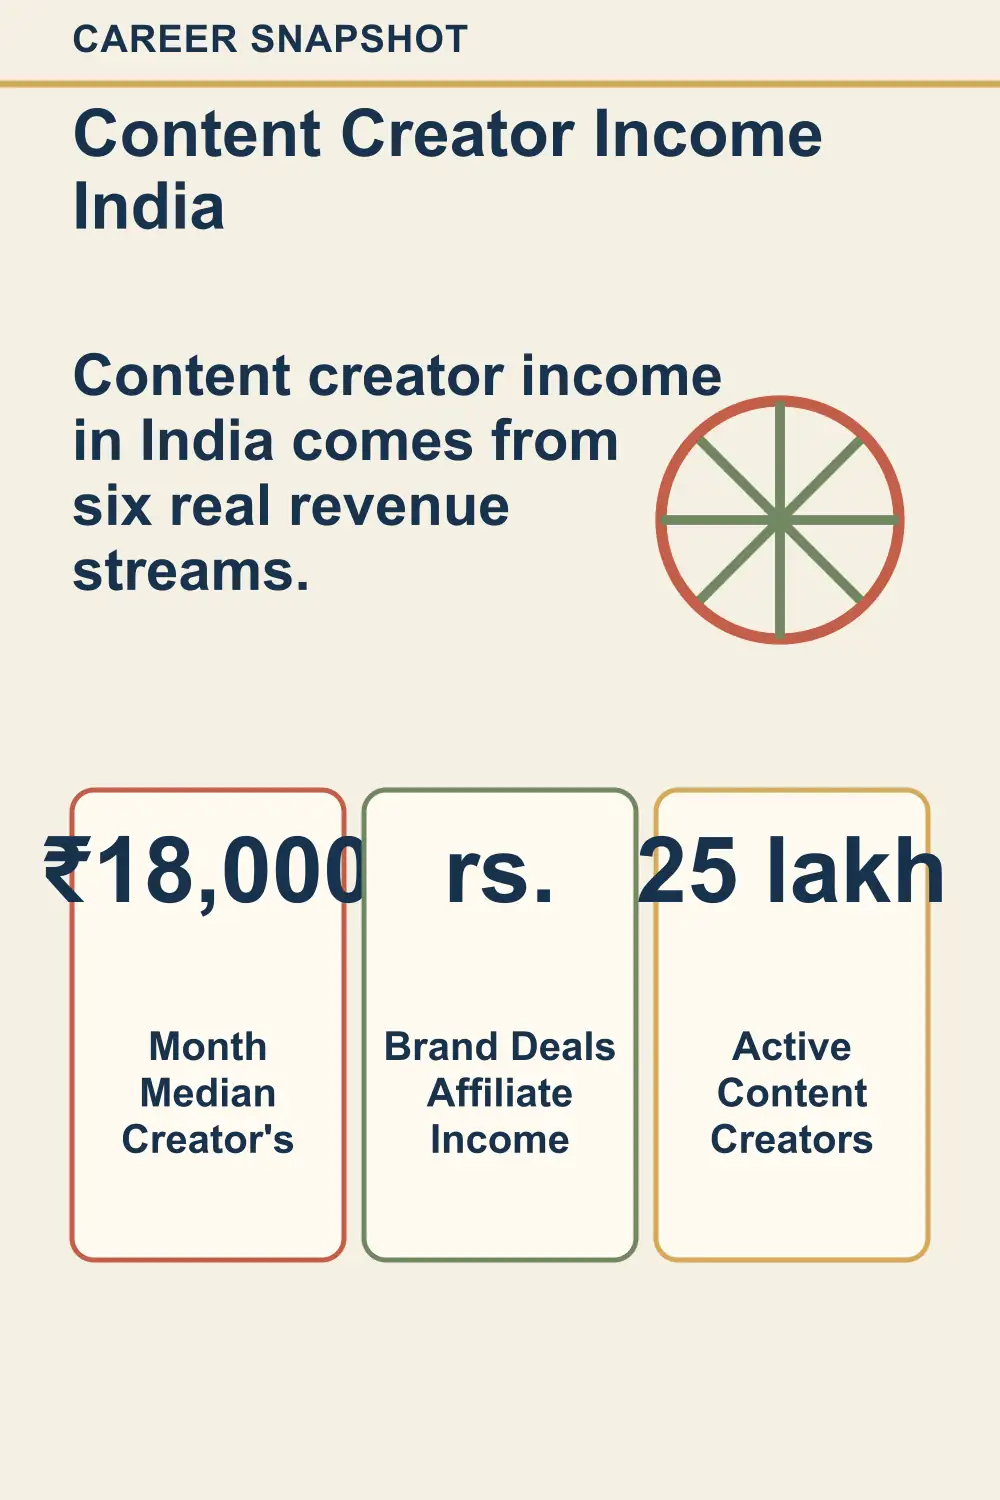 CAREER SNAPSHOT
Content Creator Income
India
Content creator income
in India comes from
six real revenue
streams.
₹18,000
Month
Median
Creator's
rs.
Brand Deals
Affiliate
Income
25 lakh
Active
Content
Creators